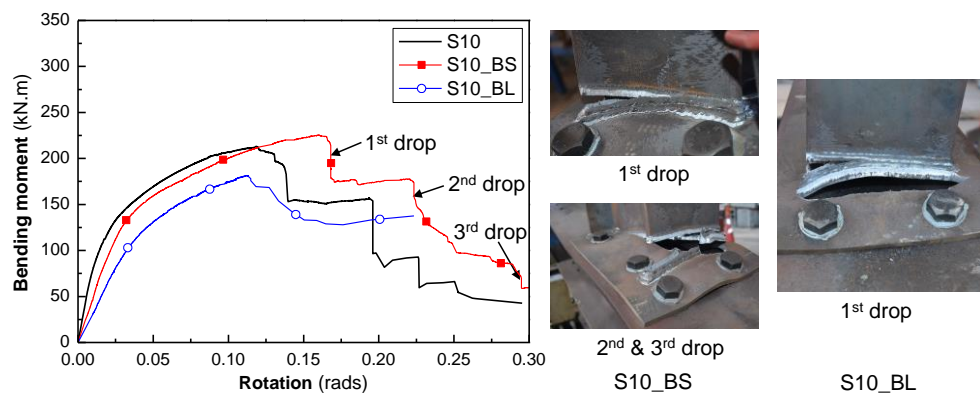 350
300
250
200
150
100
50
0
Bending moment (kN.m)
S10
S10_BS
S10_BL
1st drop
2nd drop
3rd drop
0.00 0.05 0.10 0.15 0.20 0.25 0.30
Rotation (rads)
1st drop
2nd & 3rd drop
S10_BS
1st drop
S10_BL